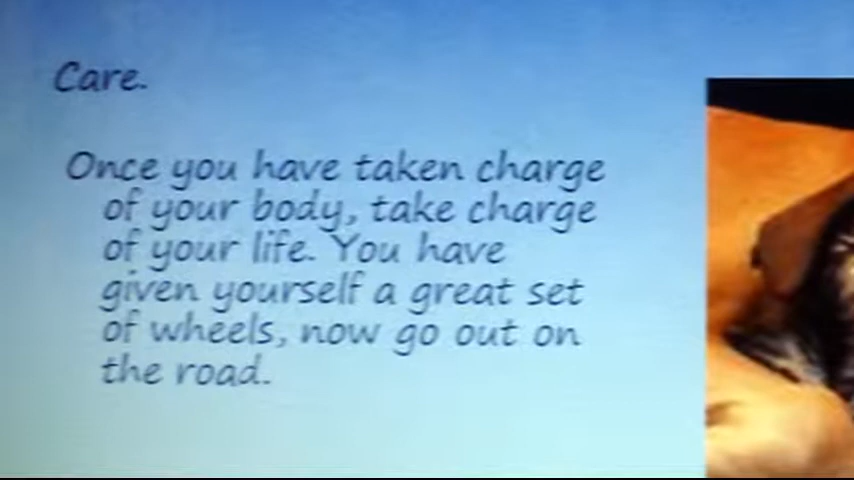 Care.
Once you have taken charge
of your body, take charge
of your life. You have
given yourself a great set
of wheels, now go out on
the road.